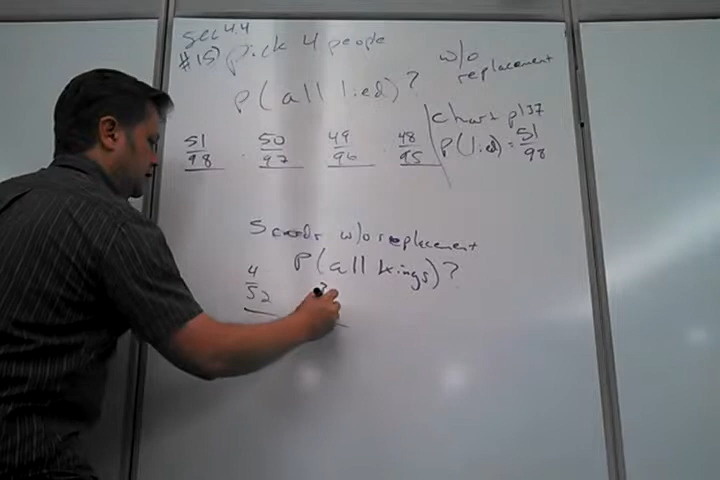 sec 4.4
#15) Pick 4 people
w/o replacement
P(all lied)?
chart p137
P(lied) = 51/98
51/98 · 50/97 · 49/96 · 48/95
5 cards w/o replacement
P(all kings)?
4/52
3